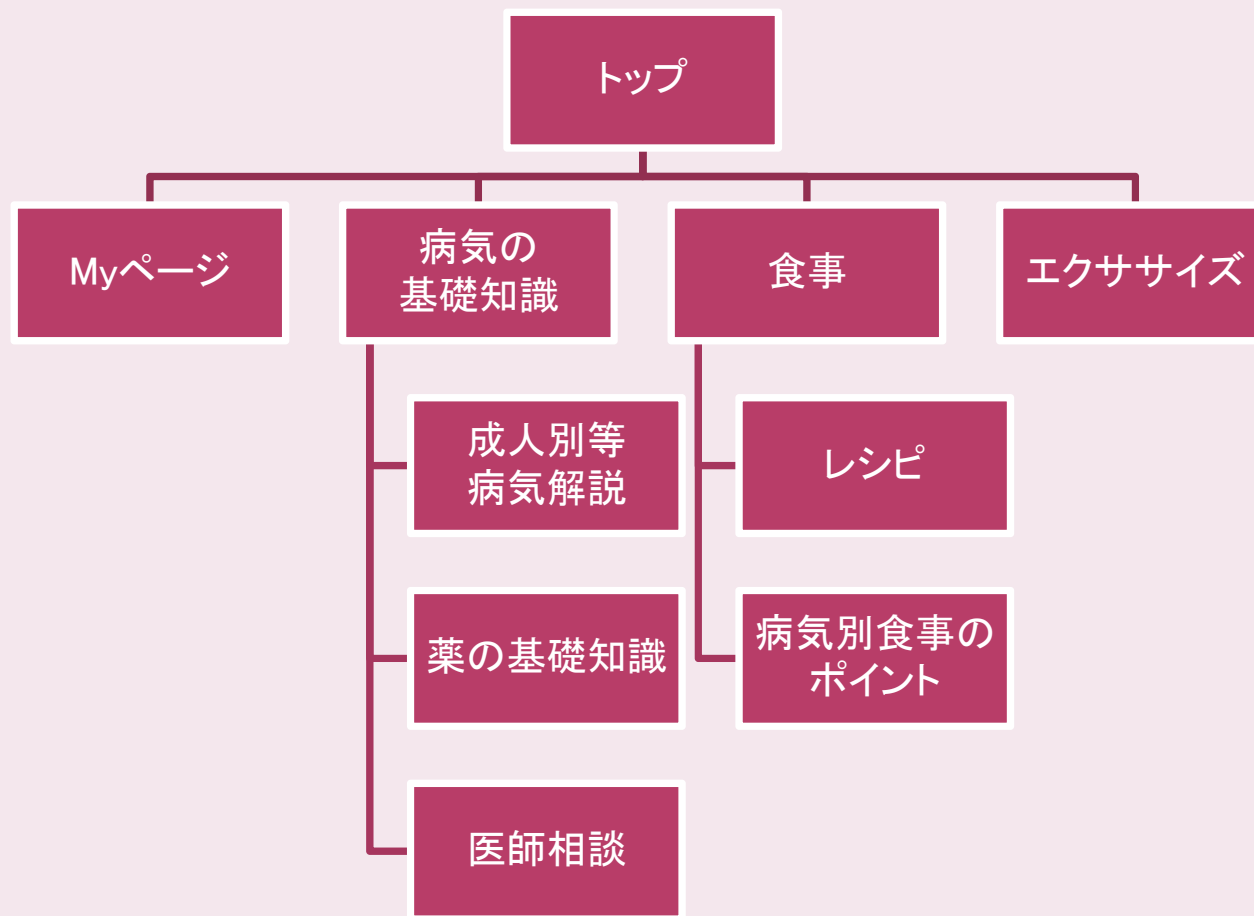 トップ
Myページ
病気の
基礎知識
食事
エクササイズ
成人別等
病気解説
レシピ
薬の基礎知識
病気別食事の
ポイント
医師相談